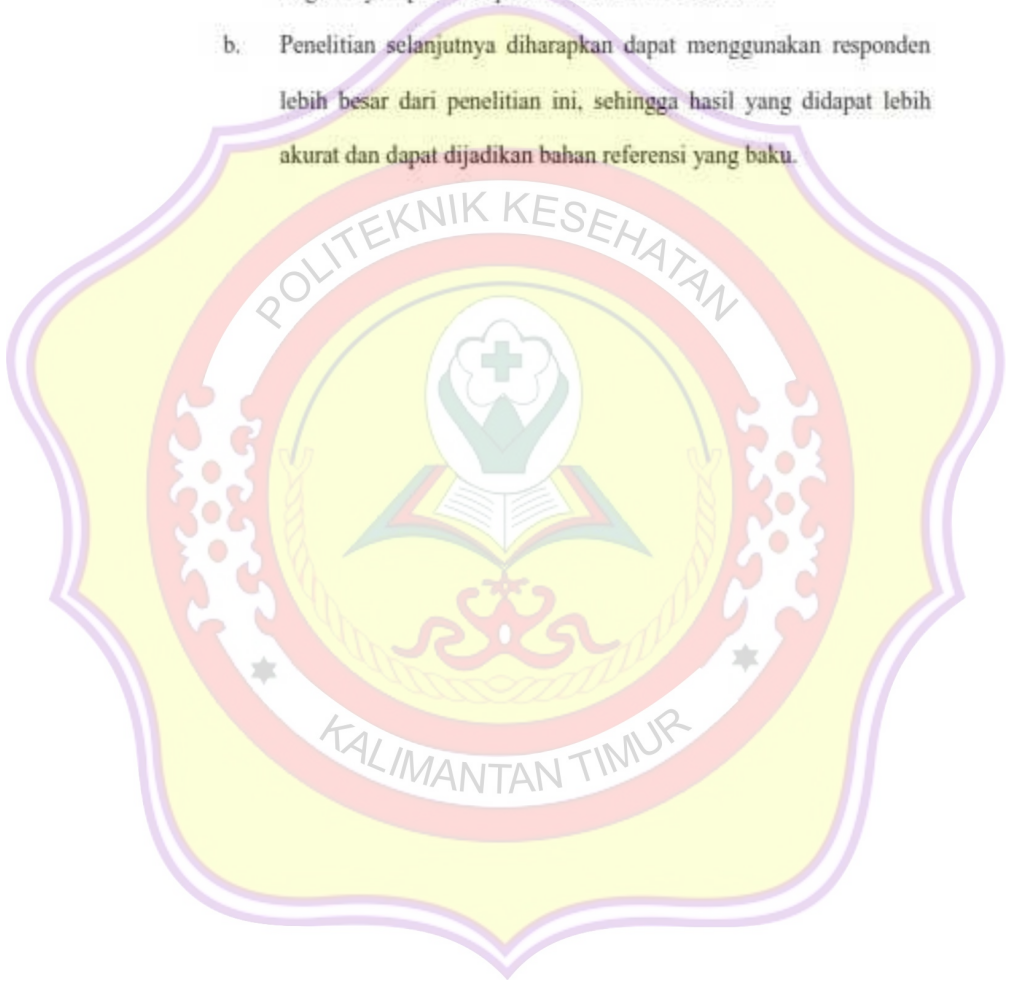 b. Penelitian selanjutnya diharapkan dapat menggunakan responden
lebih besar dari penelitian ini, sehingga hasil yang didapat lebih
akurat dan dapat dijadikan bahan referensi yang baku.
POLITEKNIK KESEHATAN
KALIMANTAN TIMUR